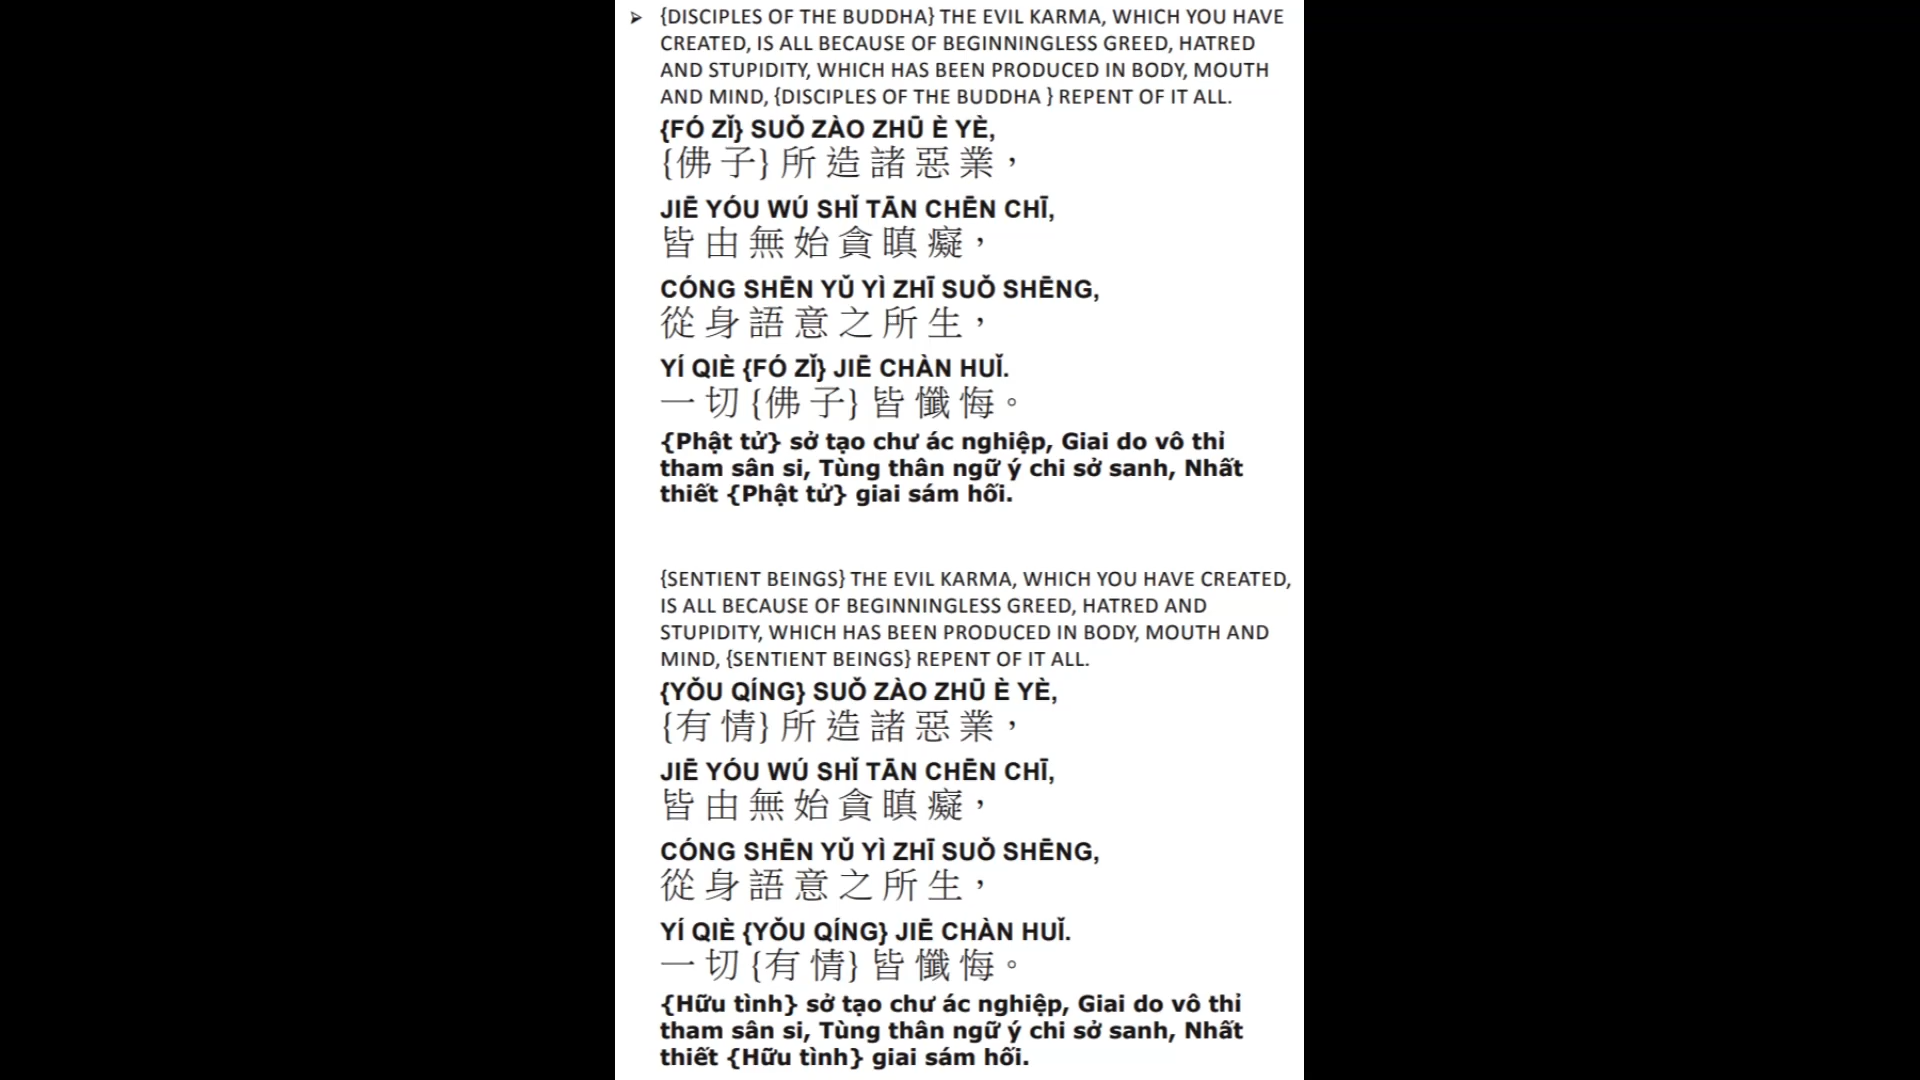 ➢ {DISCIPLES OF THE BUDDHA} THE EVIL KARMA, WHICH YOU HAVE
CREATED, IS ALL BECAUSE OF BEGINNINGLESS GREED, HATRED
AND STUPIDITY, WHICH HAS BEEN PRODUCED IN BODY, MOUTH
AND MIND, {DISCIPLES OF THE BUDDHA } REPENT OF IT ALL.
{FÓ ZǏ} SUǑ ZÀO ZHŪ È YÈ,
{佛 子} 所 造 諸 惡 業，
JIĒ YÓU WÚ SHǏ TĀN CHĒN CHĪ,
皆 由 無 始 貪 瞋 癡，
CÓNG SHĒN YǓ YÌ ZHĪ SUǑ SHĒNG,
從 身 語 意 之 所 生，
YÍ QIÈ {FÓ ZǏ} JIĒ CHÀN HUǏ.
一 切 {佛 子} 皆 懺 悔。
{Phật tử} sở tạo chư ác nghiệp, Giai do vô thỉ
tham sân si, Tùng thân ngữ ý chi sở sanh, Nhất
thiết {Phật tử} giai sám hối.
{SENTIENT BEINGS} THE EVIL KARMA, WHICH YOU HAVE CREATED,
IS ALL BECAUSE OF BEGINNINGLESS GREED, HATRED AND
STUPIDITY, WHICH HAS BEEN PRODUCED IN BODY, MOUTH AND
MIND, {SENTIENT BEINGS} REPENT OF IT ALL.
{YǑU QÍNG} SUǑ ZÀO ZHŪ È YÈ,
{有 情} 所 造 諸 惡 業，
JIĒ YÓU WÚ SHǏ TĀN CHĒN CHĪ,
皆 由 無 始 貪 瞋 癡，
CÓNG SHĒN YǓ YÌ ZHĪ SUǑ SHĒNG,
從 身 語 意 之 所 生，
YÍ QIÈ {YǑU QÍNG} JIĒ CHÀN HUǏ.
一 切 {有 情} 皆 懺 悔。
{Hữu tình} sở tạo chư ác nghiệp, Giai do vô thỉ
tham sân si, Tùng thân ngữ ý chi sở sanh, Nhất
thiết {Hữu tình} giai sám hối.